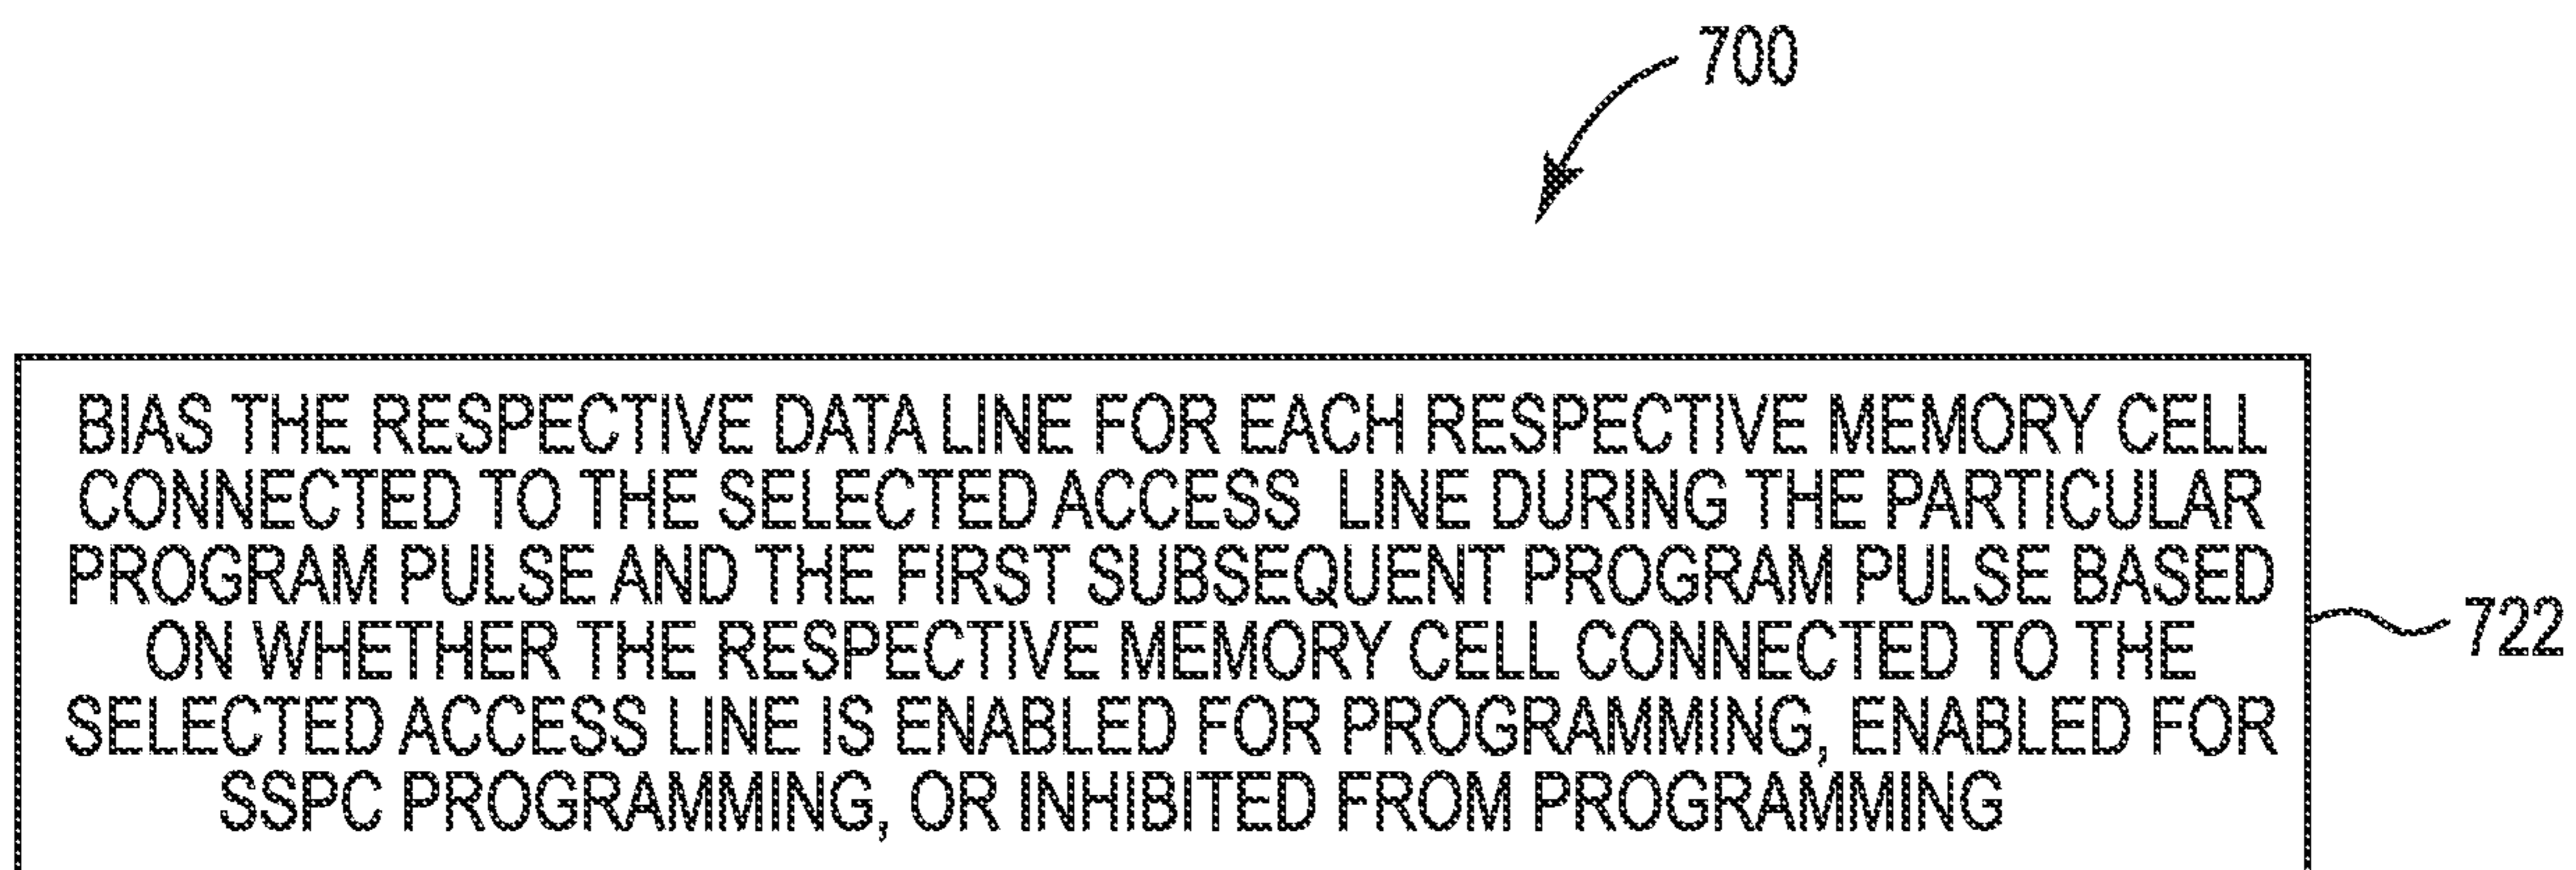 700
BIAS THE RESPECTIVE DATA LINE FOR EACH RESPECTIVE MEMORY CELL
CONNECTED TO THE SELECTED ACCESS LINE DURING THE PARTICULAR
PROGRAM PULSE AND THE FIRST SUBSEQUENT PROGRAM PULSE BASED
ON WHETHER THE RESPECTIVE MEMORY CELL CONNECTED TO THE
SELECTED ACCESS LINE IS ENABLED FOR PROGRAMMING, ENABLED FOR
SSPC PROGRAMMING, OR INHIBITED FROM PROGRAMMING
722